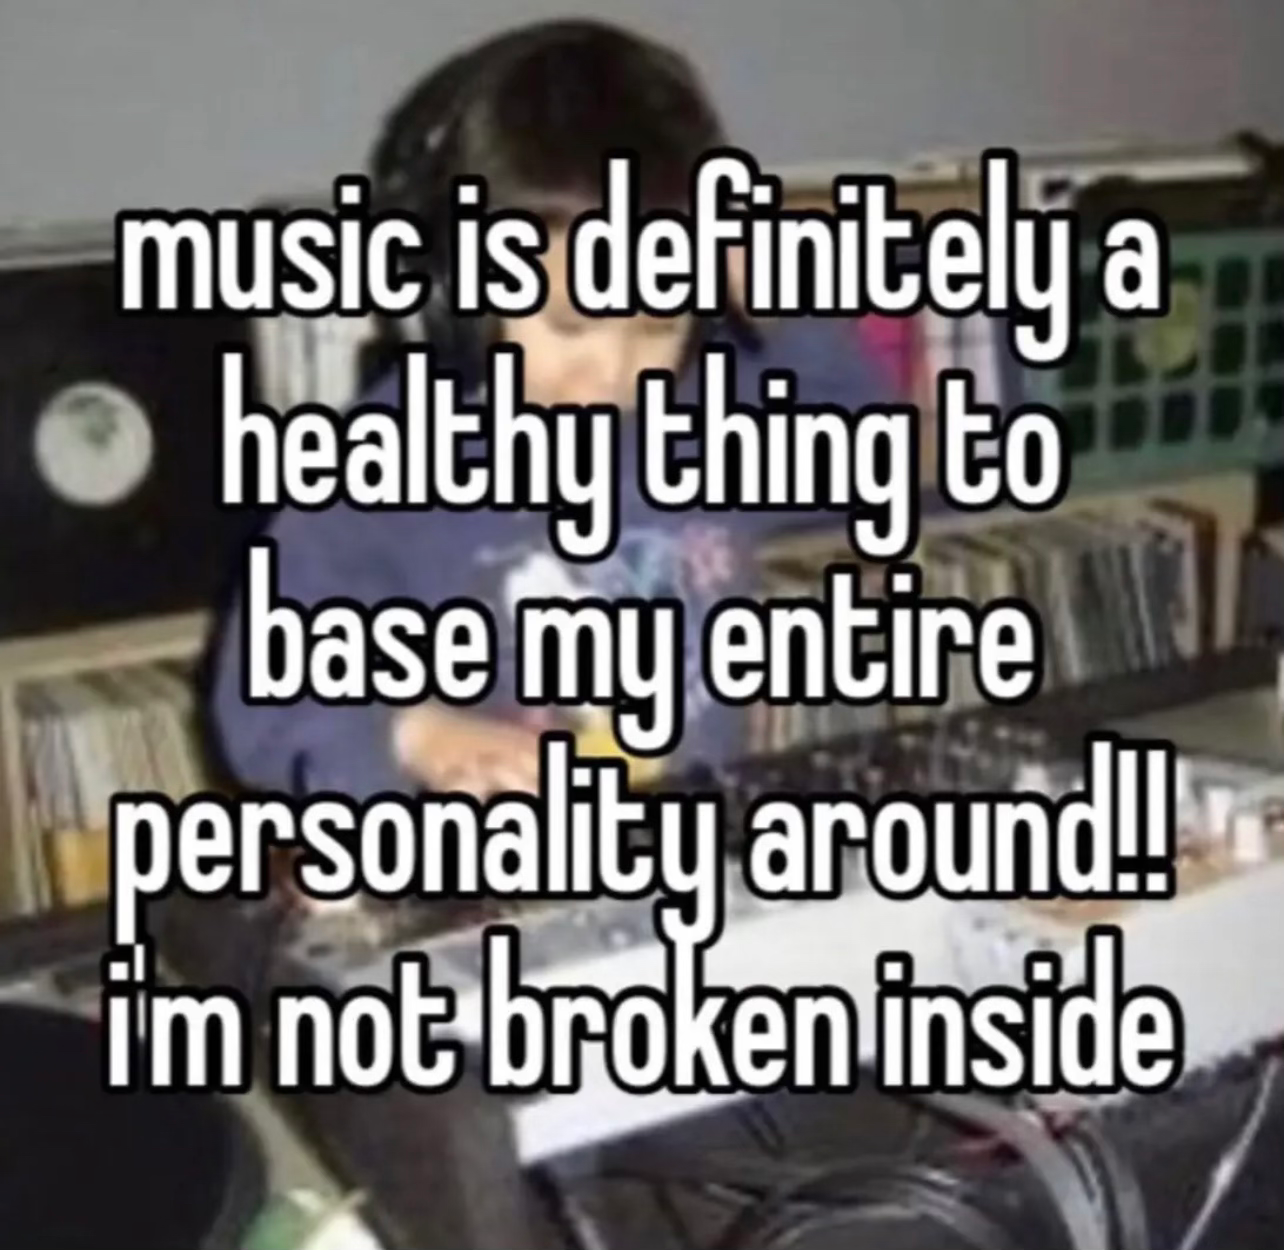 music is definitely a
healthy thing to
base my entire
personality around!!
i'm not broken inside